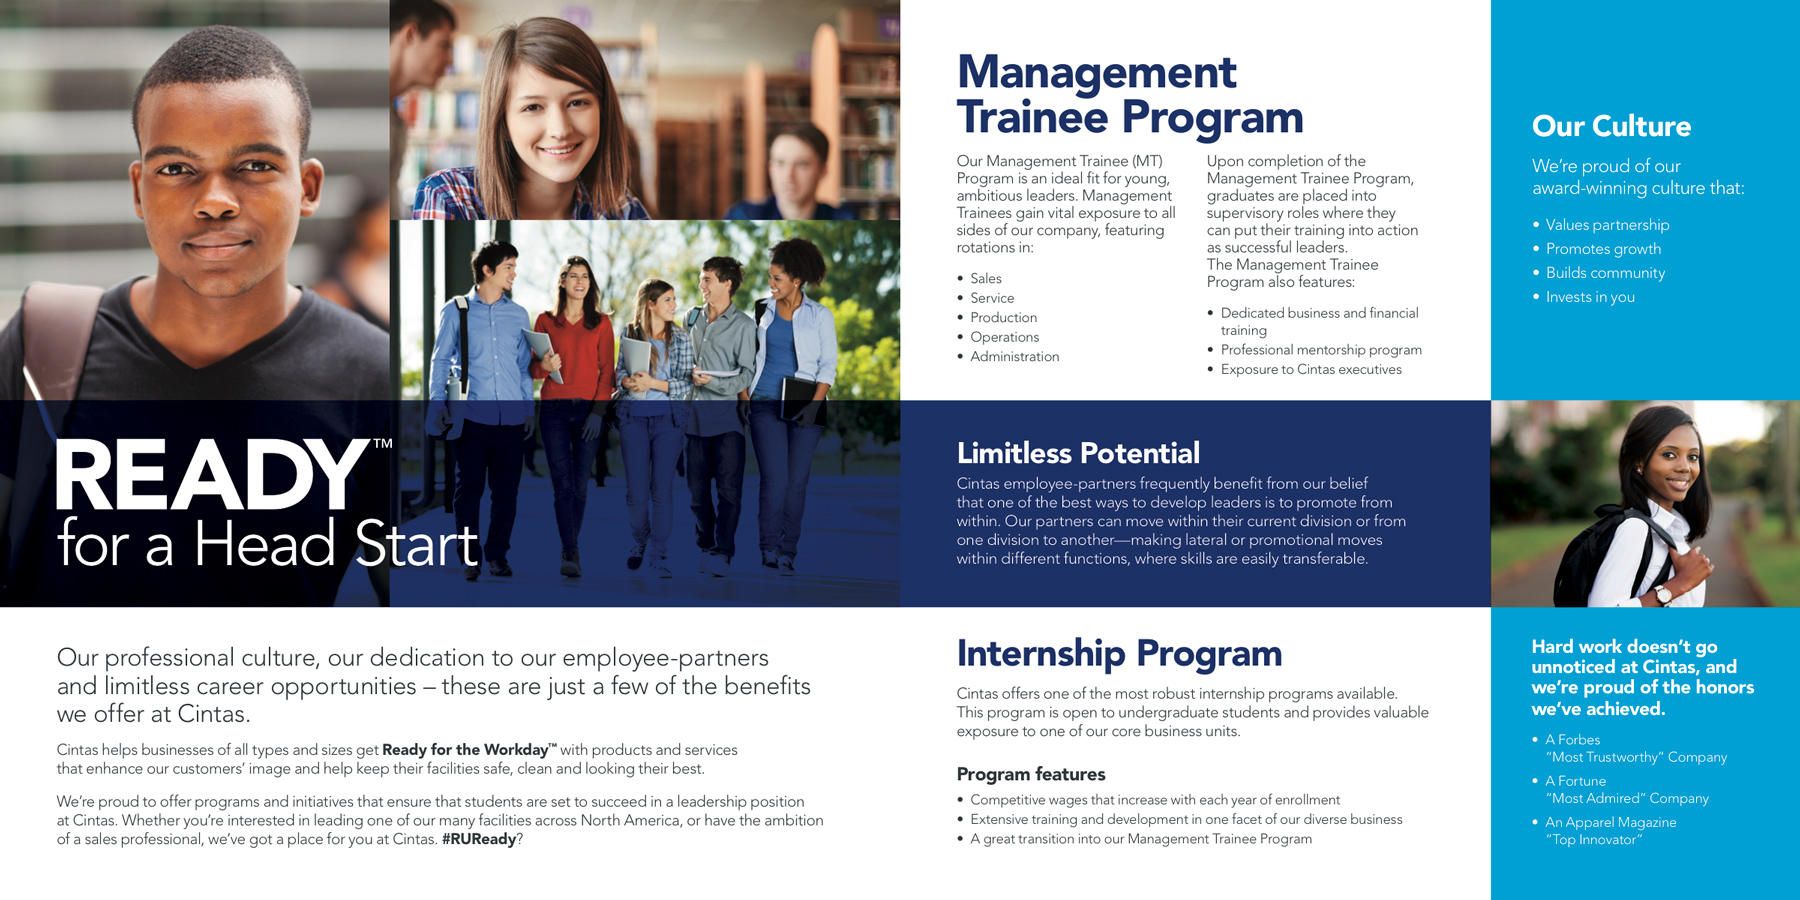 READY™
for a Head Start
Our professional culture, our dedication to our employee-partners
and limitless career opportunities – these are just a few of the benefits
we offer at Cintas.
Cintas helps businesses of all types and sizes get Ready for the Workday™ with products and services
that enhance our customers’ image and help keep their facilities safe, clean and looking their best.
We’re proud to offer programs and initiatives that ensure that students are set to succeed in a leadership position
at Cintas. Whether you’re interested in leading one of our many facilities across North America, or have the ambition
of a sales professional, we’ve got a place for you at Cintas. #RUReady?
Management
Trainee Program
Our Management Trainee (MT)
Program is an ideal fit for young,
ambitious leaders. Management
Trainees gain vital exposure to all
sides of our company, featuring
rotations in:
• Sales
• Service
• Production
• Operations
• Administration
Upon completion of the
Management Trainee Program,
graduates are placed into
supervisory roles where they
can put their training into action
as successful leaders.
The Management Trainee
Program also features:
• Dedicated business and financial
training
• Professional mentorship program
• Exposure to Cintas executives
Limitless Potential
Cintas employee-partners frequently benefit from our belief
that one of the best ways to develop leaders is to promote from
within. Our partners can move within their current division or from
one division to another—making lateral or promotional moves
within different functions, where skills are easily transferable.
Internship Program
Cintas offers one of the most robust internship programs available.
This program is open to undergraduate students and provides valuable
exposure to one of our core business units.
Program features
• Competitive wages that increase with each year of enrollment
• Extensive training and development in one facet of our diverse business
• A great transition into our Management Trainee Program
Our Culture
We’re proud of our
award-winning culture that:
• Values partnership
• Promotes growth
• Builds community
• Invests in you
Hard work doesn’t go
unnoticed at Cintas, and
we’re proud of the honors
we’ve achieved.
• A Forbes
“Most Trustworthy” Company
• A Fortune
“Most Admired” Company
• An Apparel Magazine
“Top Innovator”